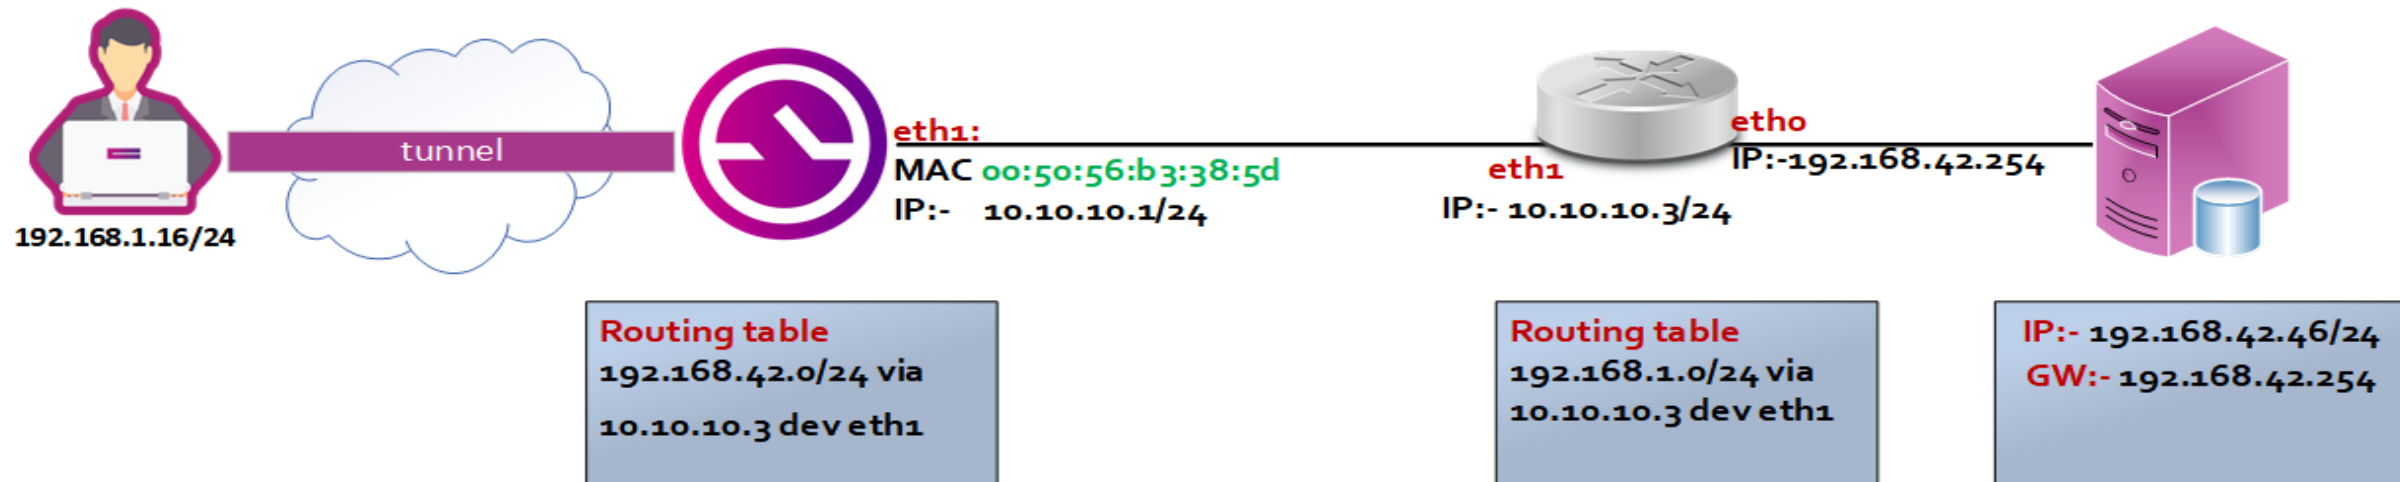 192.168.1.16/24
tunnel
eth1:
MAC 00:50:56:b3:38:5d
IP:- 10.10.10.1/24
eth1
IP:- 10.10.10.3/24
eth0
IP:-192.168.42.254
Routing table
192.168.42.0/24 via
10.10.10.3 dev eth1
Routing table
192.168.1.0/24 via
10.10.10.3 dev eth1
IP:- 192.168.42.46/24
GW:- 192.168.42.254